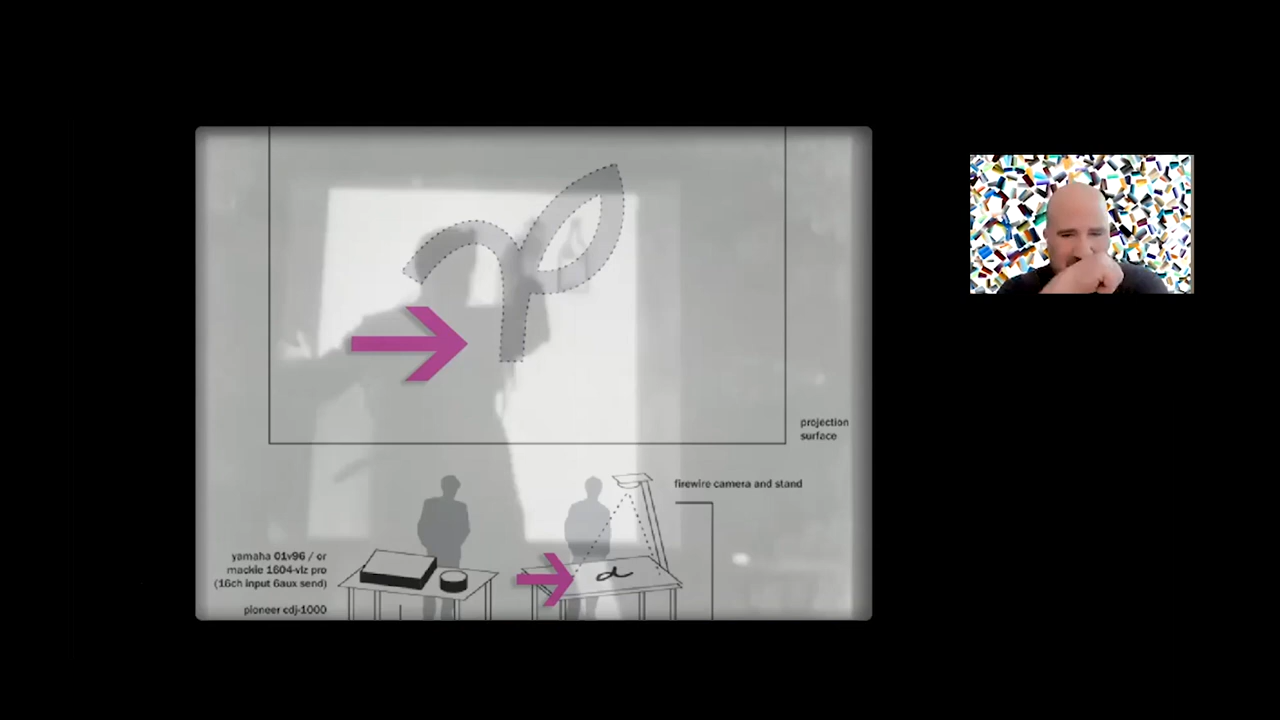 projection
surface
firewire camera and stand
yamaha 01v96 / or
mackie 1604-vlz pro
(16ch input 6aux send)
pioneer cdj-1000
d